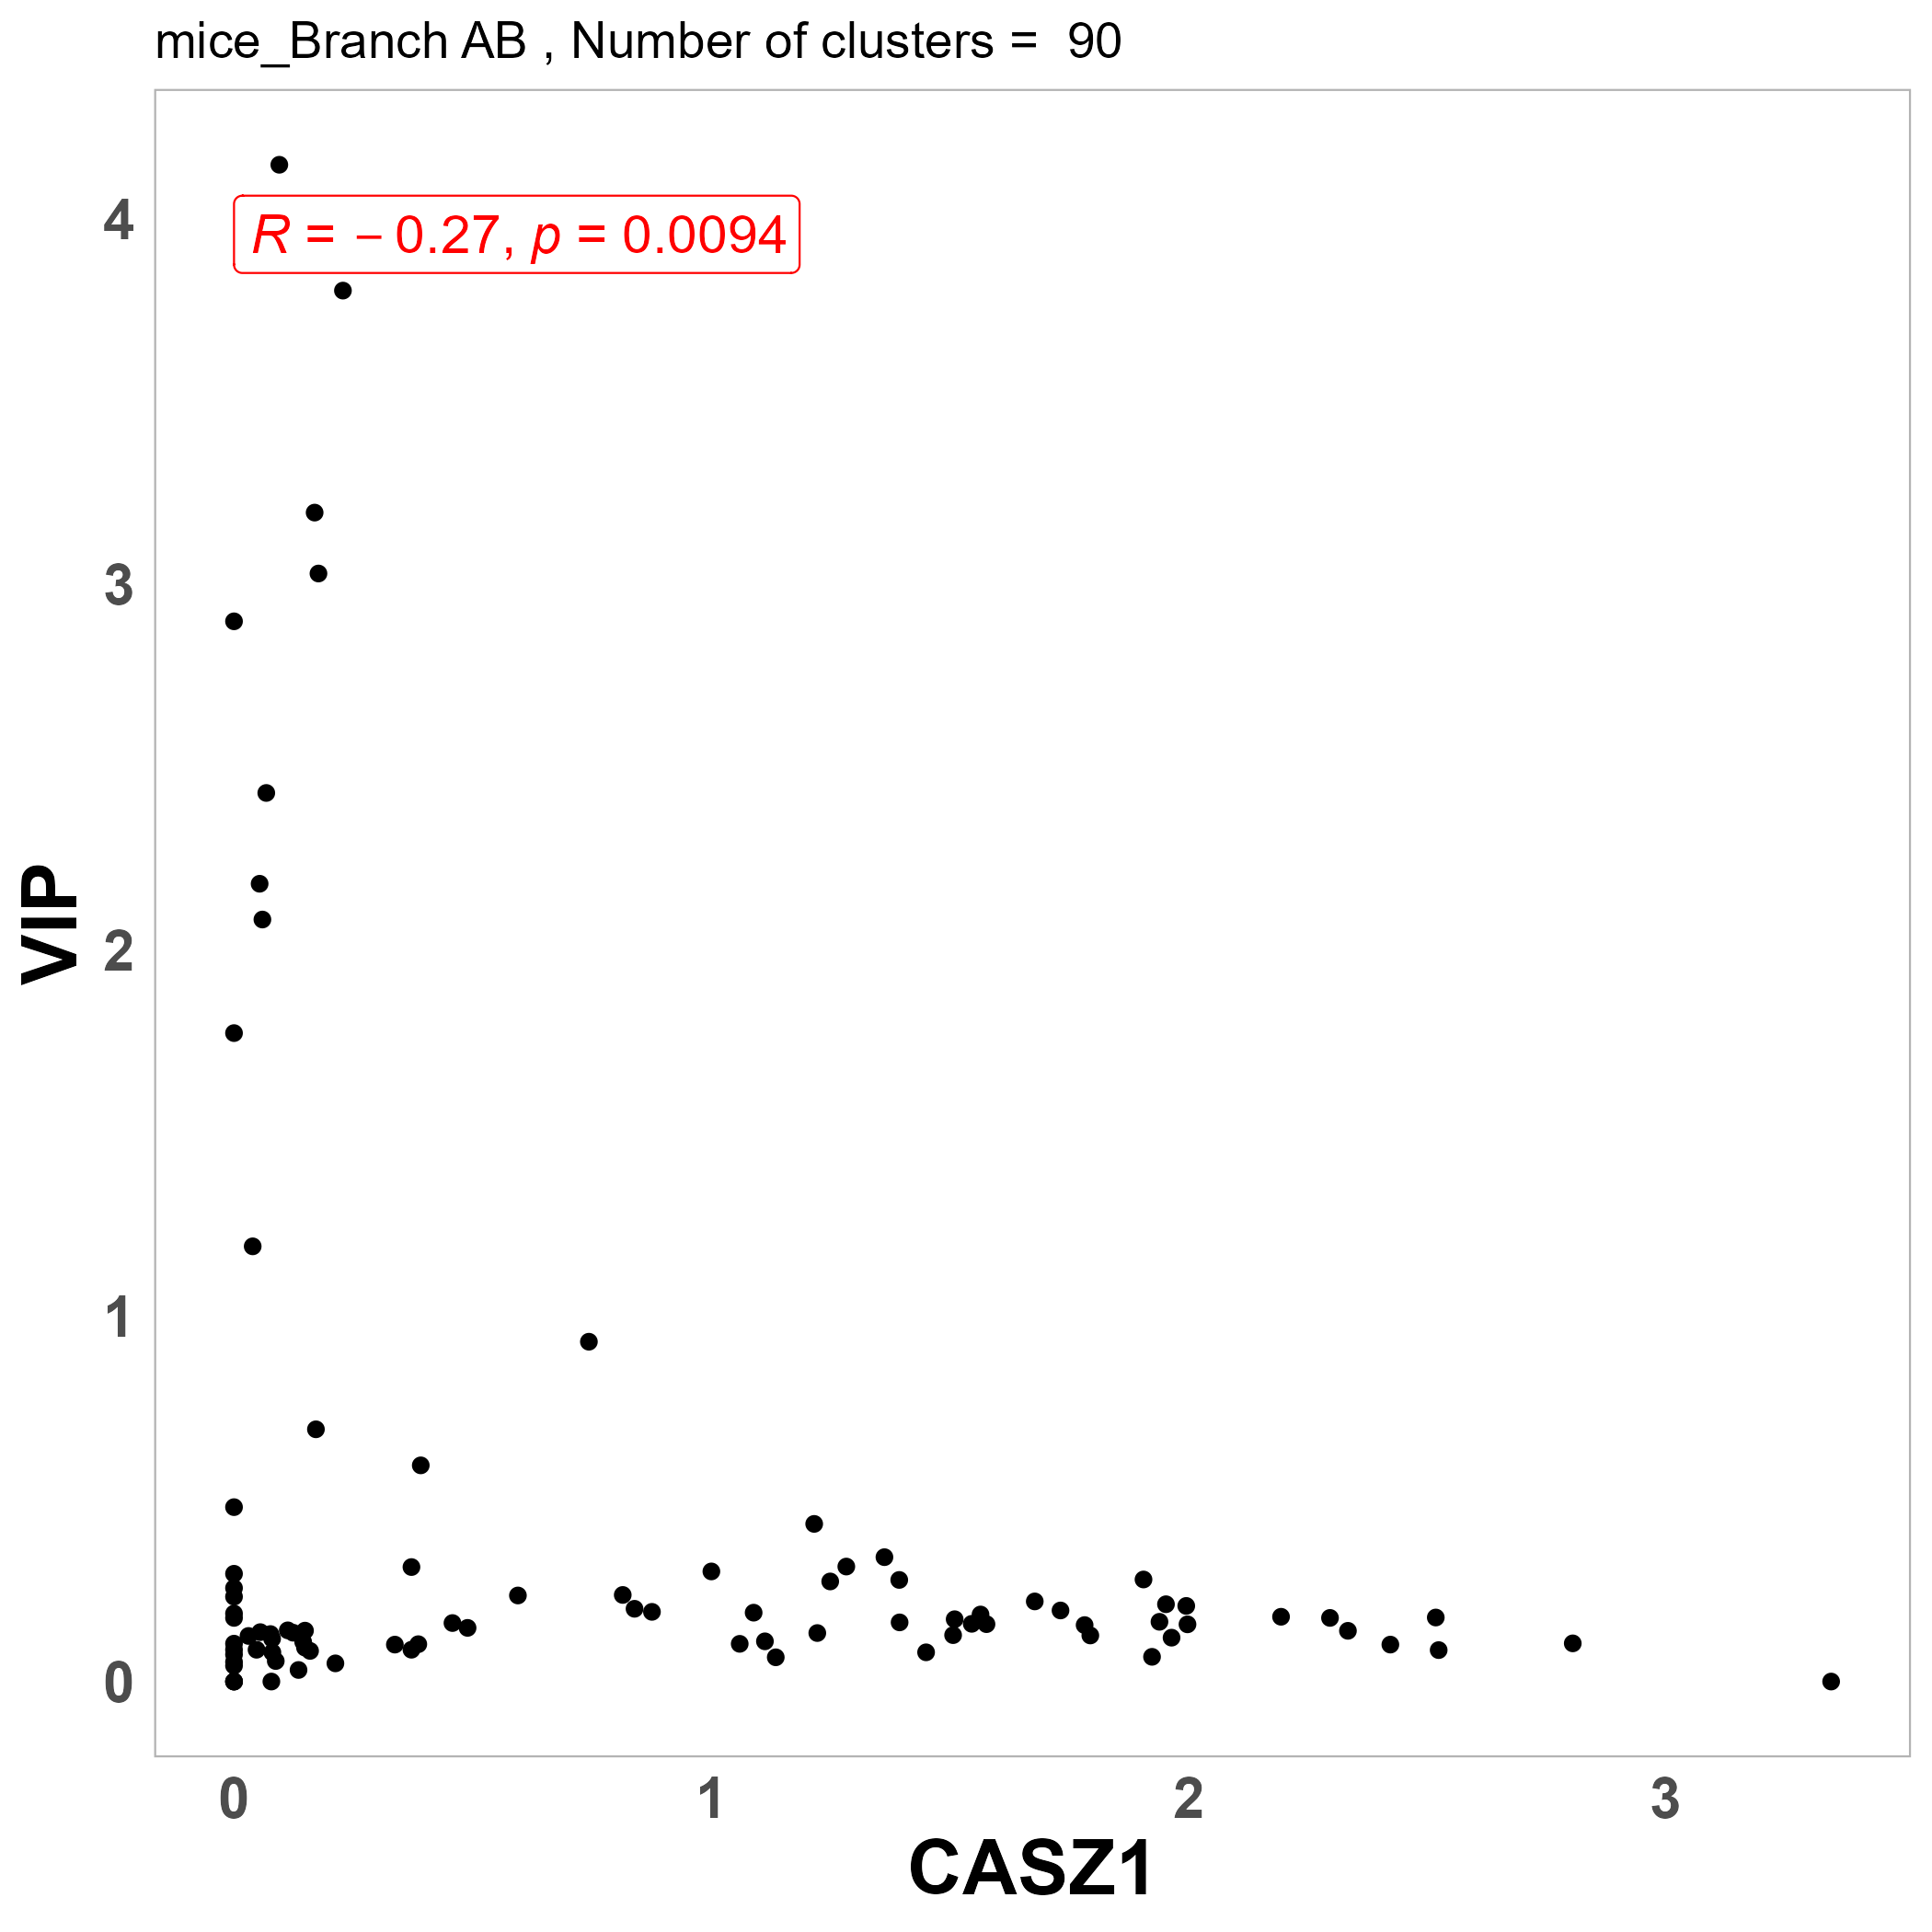 mice_Branch AB , Number of clusters =  90
R = − 0.27, p = 0.0094
4
3
2
1
0
VIP
0 1 2 3
CASZ1